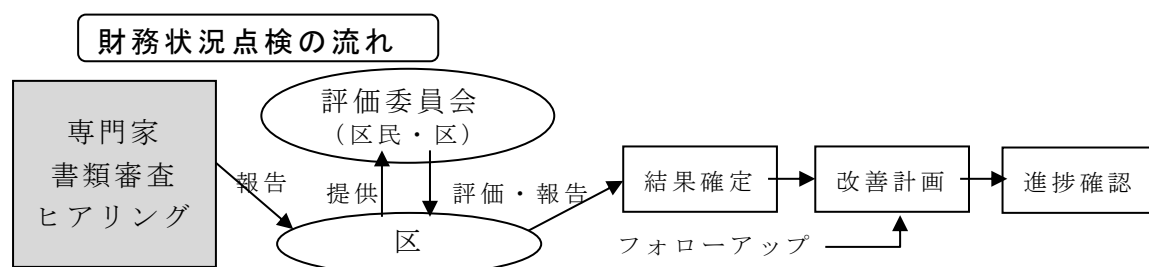 財務状況点検の流れ
専門家
書類審査
ヒアリング
報告
評価委員会
（区民・区）
提供
評価・報告
区
結果確定
改善計画
進捗確認
フォローアップ